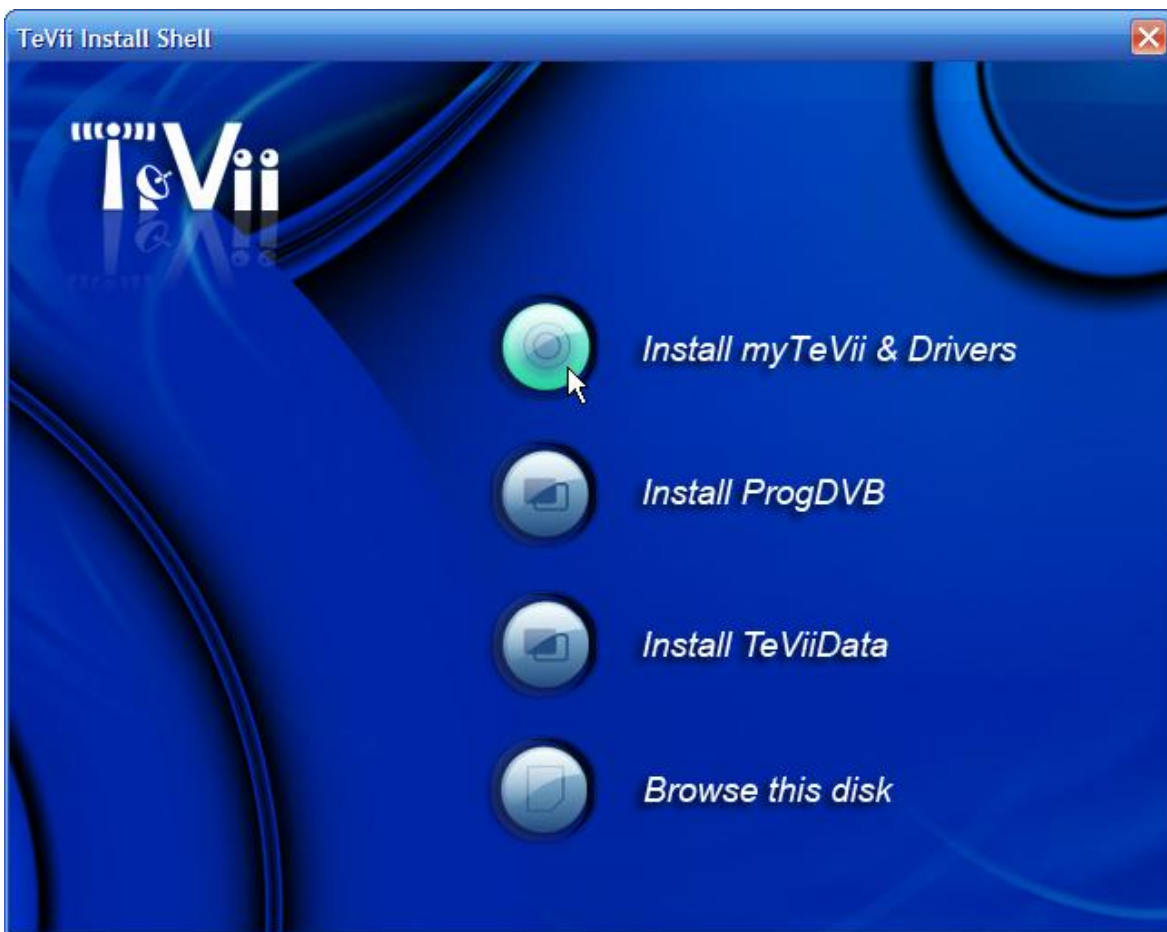 TeVii Install Shell
TeVii
Install myTeVii & Drivers
Install ProgDVB
Install TeViiData
Browse this disk